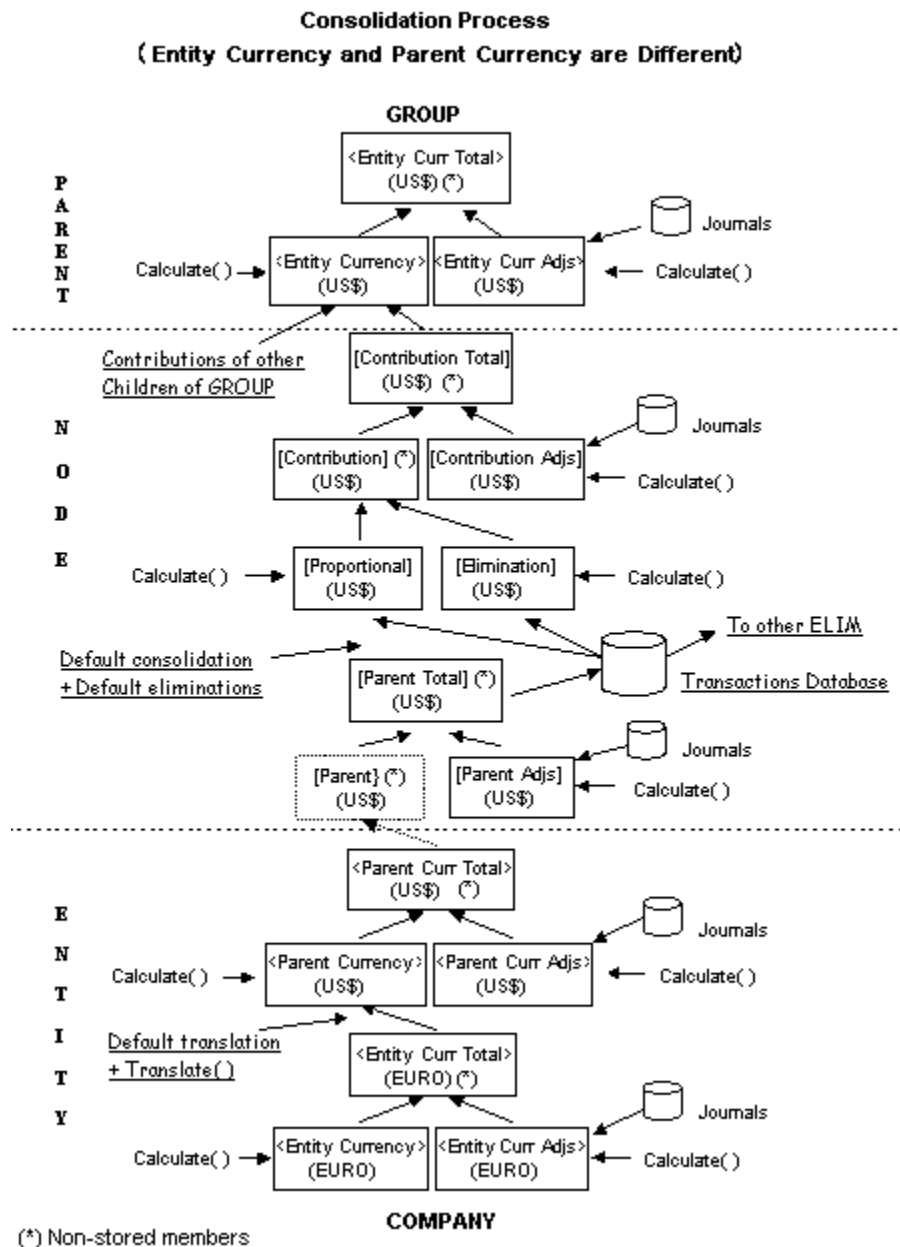 Consolidation Process
( Entity Currency and Parent Currency are Different)
GROUP
<Entity Curr Total>
(US$) (*)
P
A
R
E
N
T
Journals
<Entity Currency>
(US$)
<Entity Curr Adjs>
(US$)
Calculate( )
Calculate( )
Contributions of other
Children of GROUP
[Contribution Total]
(US$) (*)
N
O
D
E
Journals
[Contribution] (*)
(US$)
[Contribution Adjs]
(US$)
Calculate( )
Calculate( )
[Proportional]
(US$)
[Elimination]
(US$)
Calculate( )
To other ELIM
Default consolidation
+ Default eliminations
[Parent Total] (*)
(US$)
Transactions Database
Journals
[Parent} (*)
(US$)
[Parent Adjs]
(US$)
Calculate( )
<Parent Curr Total>
(US$) (*)
E
N
T
I
T
Y
Journals
Calculate( )
<Parent Currency>
(US$)
<Parent Curr Adjs>
(US$)
Calculate( )
Default translation
+ Translate( )
<Entity Curr Total>
(EURO) (*)
Journals
Calculate( )
<Entity Currency>
(EURO)
<Entity Curr Adjs>
(EURO)
Calculate( )
COMPANY
(*) Non-stored members